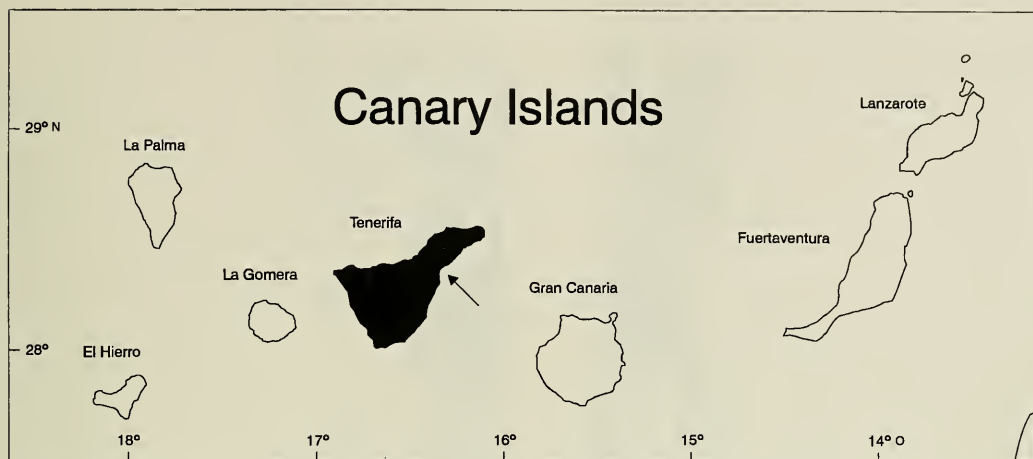 Canary Islands
Lanzarote
29° N
La Palma
Tenerifa
Fuertaventura
La Gomera
Gran Canaria
28°
El Hierro
18°
17°
16°
15°
14° O